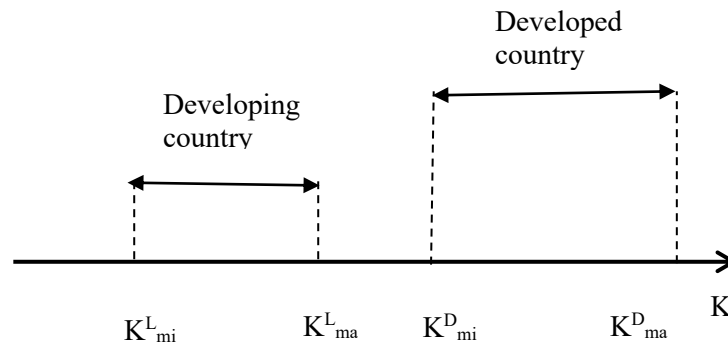 Developed
country
Developing
country
K
K^L_mi
K^L_ma
K^D_mi
K^D_ma